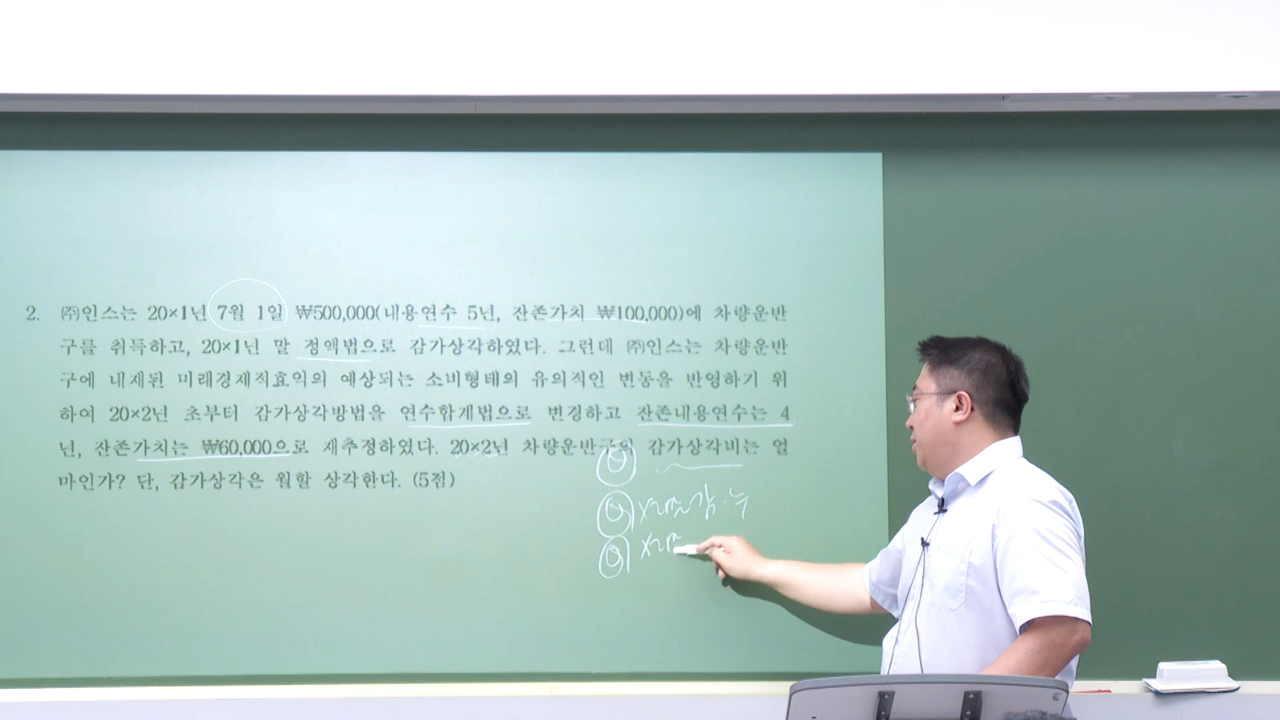 2. ㈜인스는 20×1년 7월 1일 ₩500,000(내용연수 5년, 잔존가치 ₩100,000)에 차량운반
구를 취득하고, 20×1년 말 정액법으로 감가상각하였다. 그런데 ㈜인스는 차량운반
구에 내재된 미래경제적효익의 예상되는 소비형태의 유의적인 변동을 반영하기 위
하여 20×2년 초부터 감가상각방법을 연수합계법으로 변경하고 잔존내용연수는 4
년, 잔존가치는 ₩60,000으로 재추정하였다. 20×2년 차량운반구의 감가상각비는 얼
마인가? 단, 감가상각은 월할 상각한다. (5점)